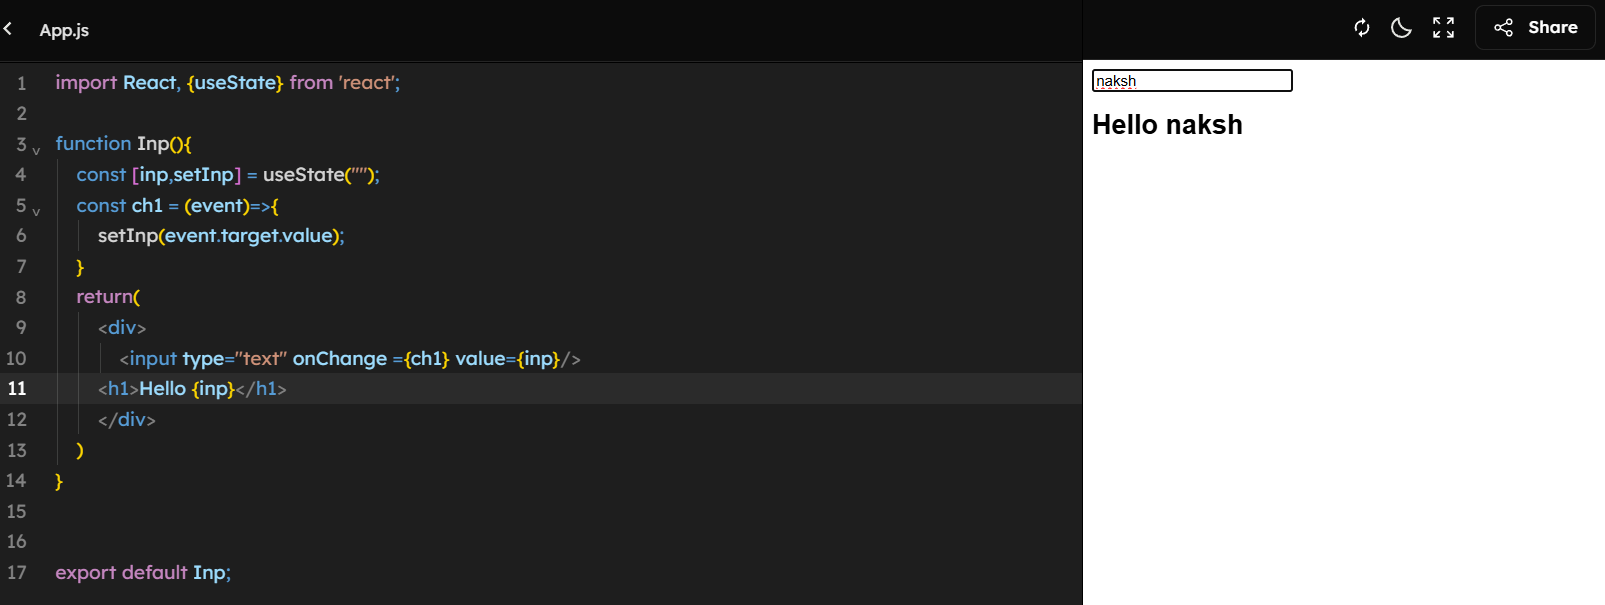 App.js
Share
1 import React, {useState} from 'react';
2
3 function Inp(){
4 const [inp,setInp] = useState("");
5 const ch1 = (event)=>{
6 setInp(event.target.value);
7 }
8 return(
9 <div>
10 <input type="text" onChange ={ch1} value={inp}/>
11 <h1>Hello {inp}</h1>
12 </div>
13 )
14 }
15
16
17 export default Inp;
naksh
Hello naksh